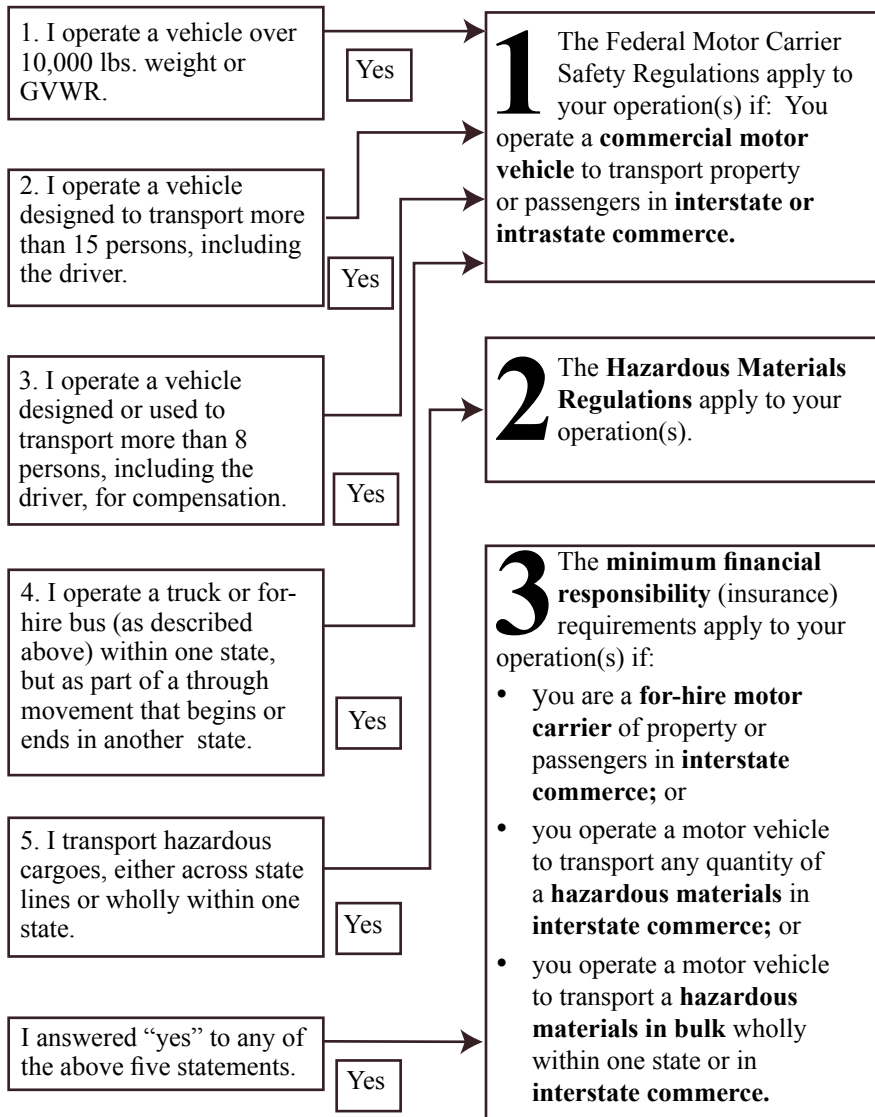 1. I operate a vehicle over
10,000 lbs. weight or
GVWR.
Yes
2. I operate a vehicle
designed to transport more
than 15 persons, including
the driver.
Yes
3. I operate a vehicle
designed or used to
transport more than 8
persons, including the
driver, for compensation.
Yes
4. I operate a truck or for-
hire bus (as described
above) within one state,
but as part of a through
movement that begins or
ends in another state.
Yes
5. I transport hazardous
cargoes, either across state
lines or wholly within one
state.
Yes
I answered “yes” to any of
the above five statements.
Yes
1 The Federal Motor Carrier
Safety Regulations apply to
your operation(s) if: You
operate a commercial motor
vehicle to transport property
or passengers in interstate or
intrastate commerce.
2 The Hazardous Materials
Regulations apply to your
operation(s).
3 The minimum financial
responsibility (insurance)
requirements apply to your
operation(s) if:
• you are a for-hire motor
carrier of property or
passengers in interstate
commerce; or
• you operate a motor vehicle
to transport any quantity of
a hazardous materials in
interstate commerce; or
• you operate a motor vehicle
to transport a hazardous
materials in bulk wholly
within one state or in
interstate commerce.